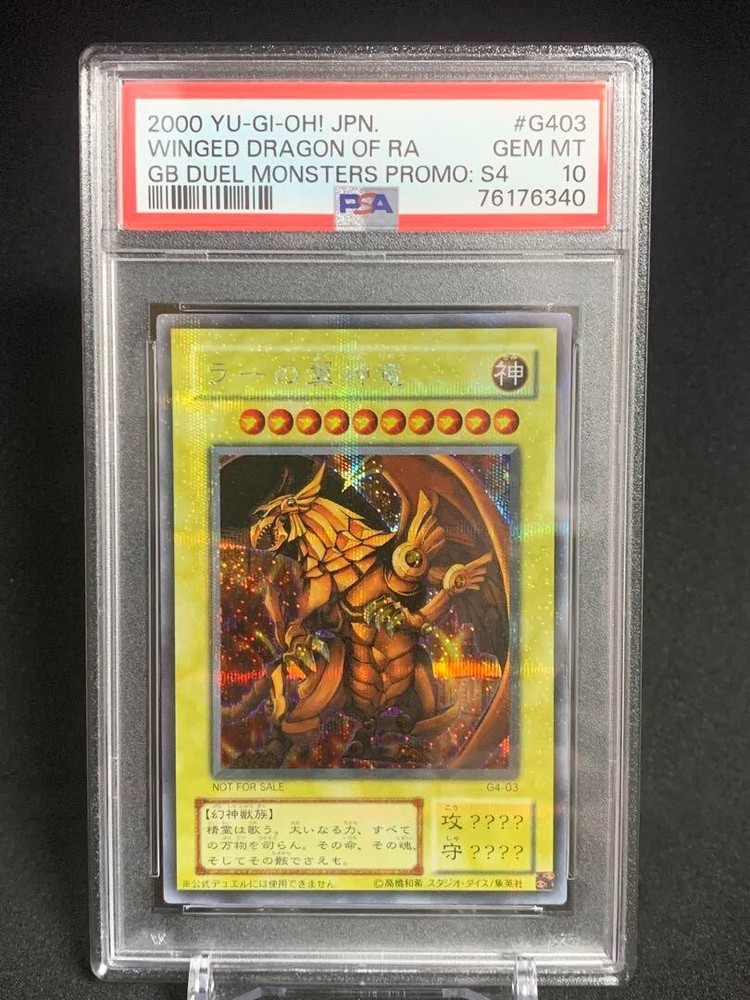 2000 YU-GI-OH! JPN. #G403
WINGED DRAGON OF RA GEM MT
GB DUEL MONSTERS PROMO: S4 10
PSA 76176340
ラーの翼神竜 神
NOT FOR SALE G4-03
【幻神獣族】
精霊は歌う。大いなる力、すべて
の万物を司らん。その命、その魂、
そしてその骸でさえも。
こう
攻????
しゅ
守????
※公式デュエルには使用できません ©高橋和希 スタジオ・ダイス/集英社